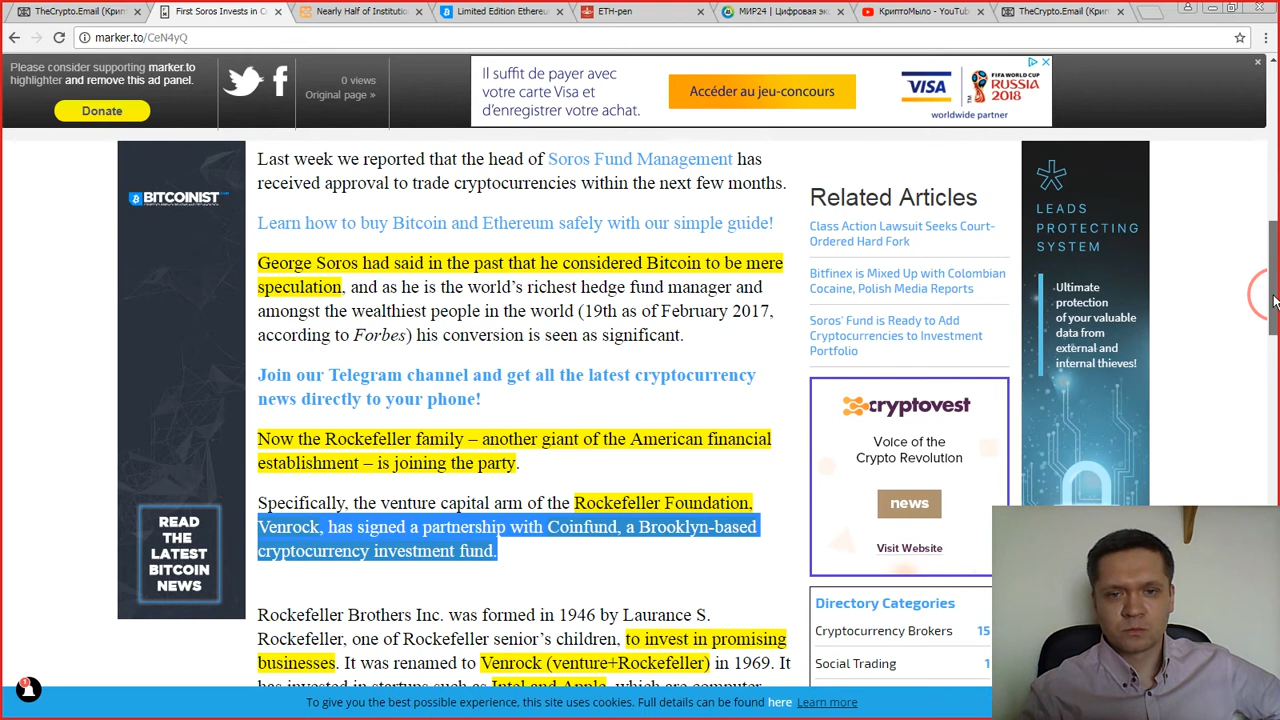 TheCrypto.Email (Крип
First Soros Invests in C
Nearly Half of Institutio
Limited Edition Ethereu
ETH-pen
МИР24 | Цифровая эк
КриптоМыло - YouTub
TheCrypto.Email (Крип
marker.to/CeN4yQ
Please consider supporting marker.to
highlighter and remove this ad panel.
Donate
0 views
Original page »
Il suffit de payer avec
votre carte Visa et
d'enregistrer votre achat.
Accéder au jeu-concours
VISA
FIFA WORLD CUP
RUSSIA
2018
worldwide partner
BITCOINIST
READ
THE
LATEST
BITCOIN
NEWS
Last week we reported that the head of Soros Fund Management has
received approval to trade cryptocurrencies within the next few months.
Learn how to buy Bitcoin and Ethereum safely with our simple guide!
George Soros had said in the past that he considered Bitcoin to be mere
speculation, and as he is the world's richest hedge fund manager and
amongst the wealthiest people in the world (19th as of February 2017,
according to Forbes) his conversion is seen as significant.
Join our Telegram channel and get all the latest cryptocurrency
news directly to your phone!
Now the Rockefeller family – another giant of the American financial
establishment – is joining the party.
Specifically, the venture capital arm of the Rockefeller Foundation,
Venrock, has signed a partnership with Coinfund, a Brooklyn-based
cryptocurrency investment fund.
Rockefeller Brothers Inc. was formed in 1946 by Laurance S.
Rockefeller, one of Rockefeller senior's children, to invest in promising
businesses. It was renamed to Venrock (venture+Rockefeller) in 1969. It
has invested in startups such as Intel and Apple, which are computer
Related Articles
Class Action Lawsuit Seeks Court-
Ordered Hard Fork
Bitfinex is Mixed Up with Colombian
Cocaine, Polish Media Reports
Soros' Fund is Ready to Add
Cryptocurrencies to Investment
Portfolio
cryptovest
Voice of the
Crypto Revolution
news
Visit Website
Directory Categories
Cryptocurrency Brokers 15
Social Trading 1
LEADS
PROTECTING
SYSTEM
Ultimate
protection
of your valuable
data from
external and
internal thieves!
1
To give you the best possible experience, this site uses cookies. Full details can be found here Learn more